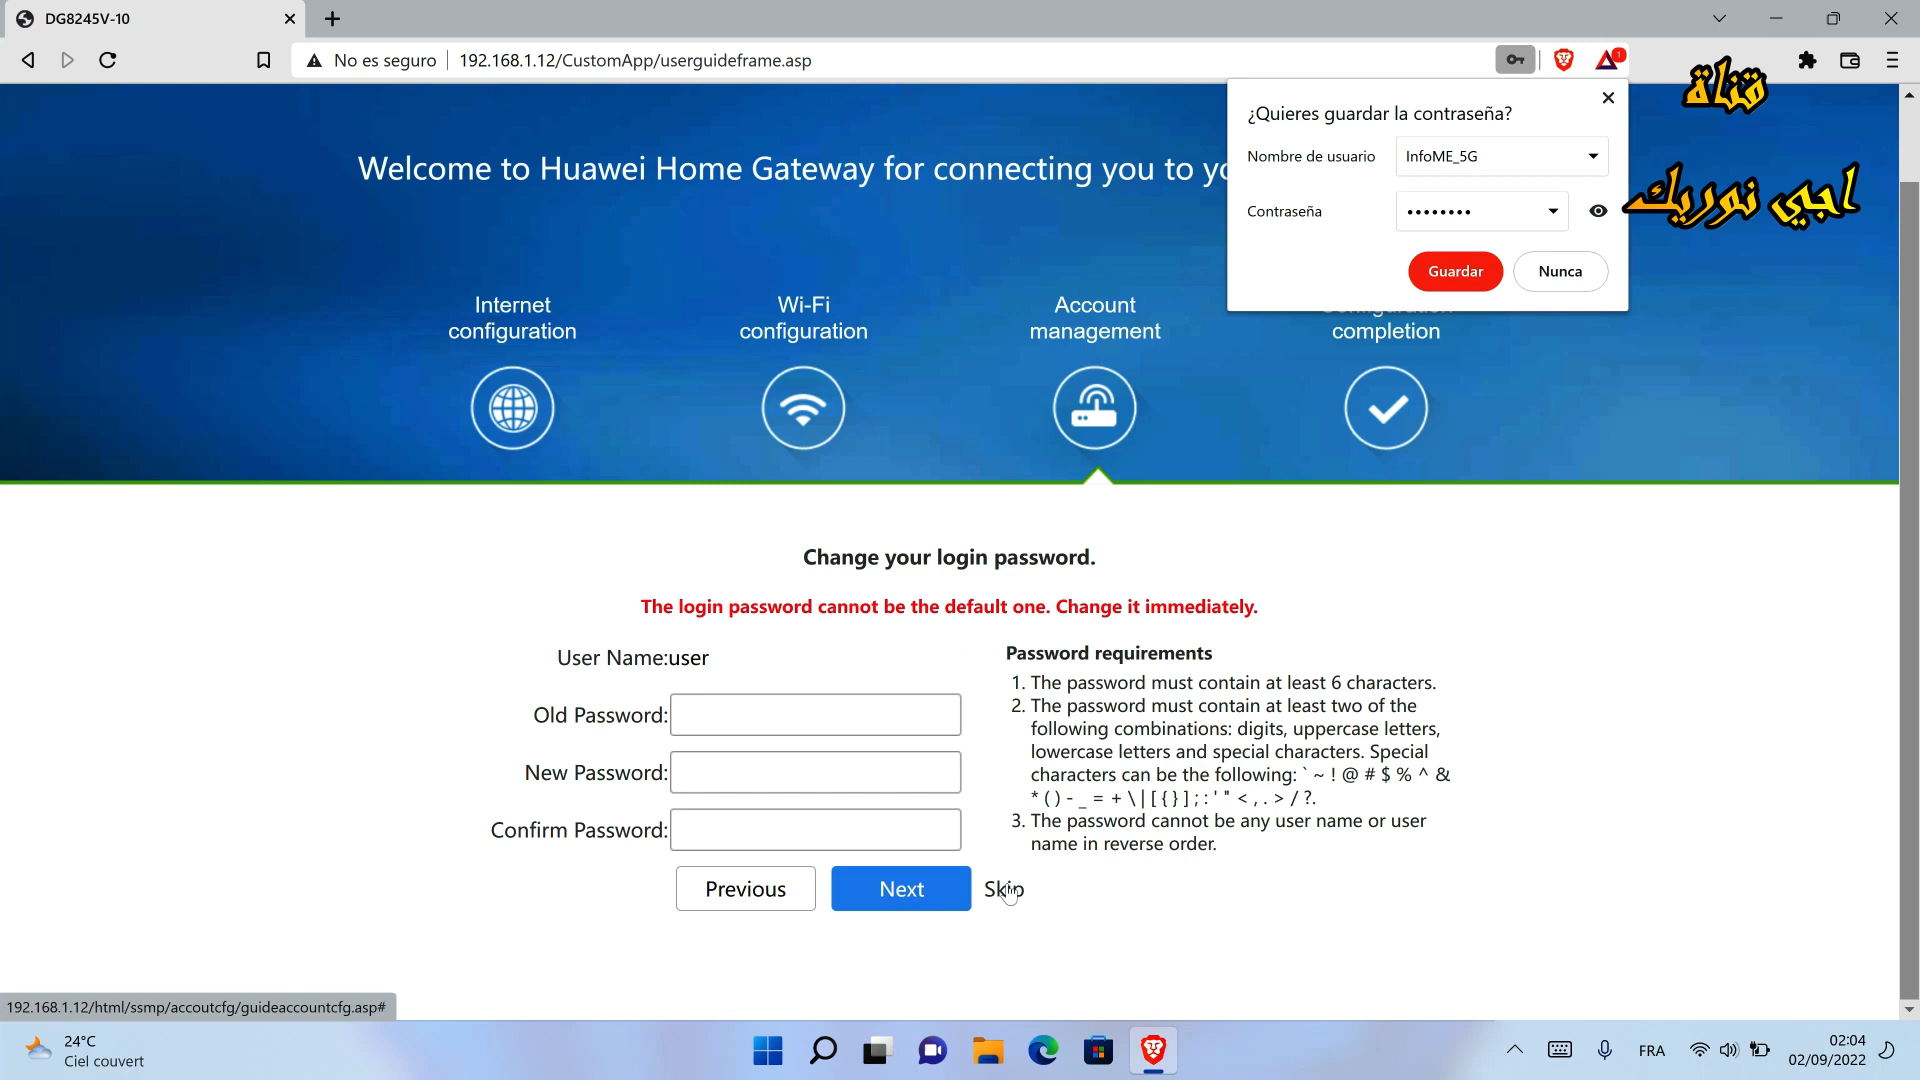 DG8245V-10
No es seguro
192.168.1.12/CustomApp/userguideframe.asp
1
قناة
اجي نوريك
¿Quieres guardar la contraseña?
Nombre de usuario
InfoME_5G
Contraseña
••••••••
Guardar
Nunca
Welcome to Huawei Home Gateway for connecting you to
Internet
configuration
Wi-Fi
configuration
Account
management
completion
Change your login password.
The login password cannot be the default one. Change it immediately.
User Name:user
Old Password:
New Password:
Confirm Password:
Previous
Next
Skip
Password requirements
1. The password must contain at least 6 characters.
2. The password must contain at least two of the
following combinations: digits, uppercase letters,
lowercase letters and special characters. Special
characters can be the following: ` ~ ! @ # $ % ^ &
* ( ) - _ = + \ | [ { } ] ; : ' " < , . > / ?.
3. The password cannot be any user name or user
name in reverse order.
192.168.1.12/html/ssmp/accoutcfg/guideaccountcfg.asp#
24°C
Ciel couvert
FRA
02:04
02/09/2022